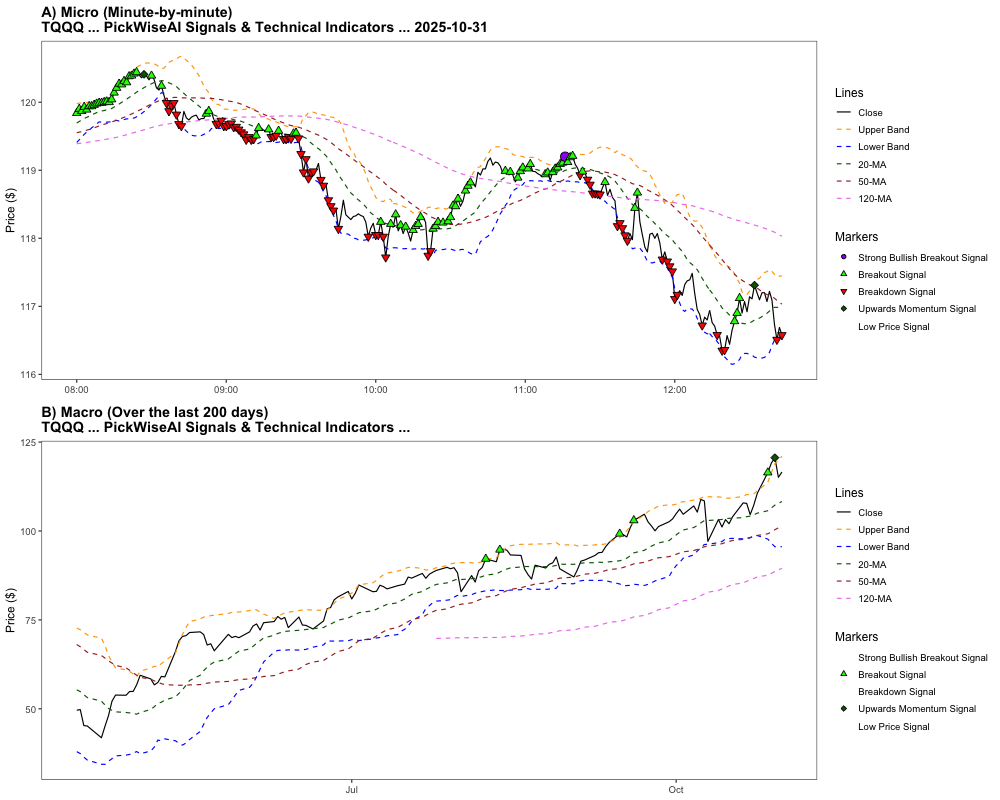 A) Micro (Minute-by-minute)
TQQQ ... PickWiseAI Signals & Technical Indicators ... 2025-10-31
Price ($)
120
119
118
117
116
08:00
09:00
10:00
11:00
12:00
Lines
Close
Upper Band
Lower Band
20-MA
50-MA
120-MA
Markers
Strong Bullish Breakout Signal
Breakout Signal
Breakdown Signal
Upwards Momentum Signal
Low Price Signal
B) Macro (Over the last 200 days)
TQQQ ... PickWiseAI Signals & Technical Indicators ...
Price ($)
125
100
75
50
Jul
Oct
Lines
Close
Upper Band
Lower Band
20-MA
50-MA
120-MA
Markers
Strong Bullish Breakout Signal
Breakout Signal
Breakdown Signal
Upwards Momentum Signal
Low Price Signal